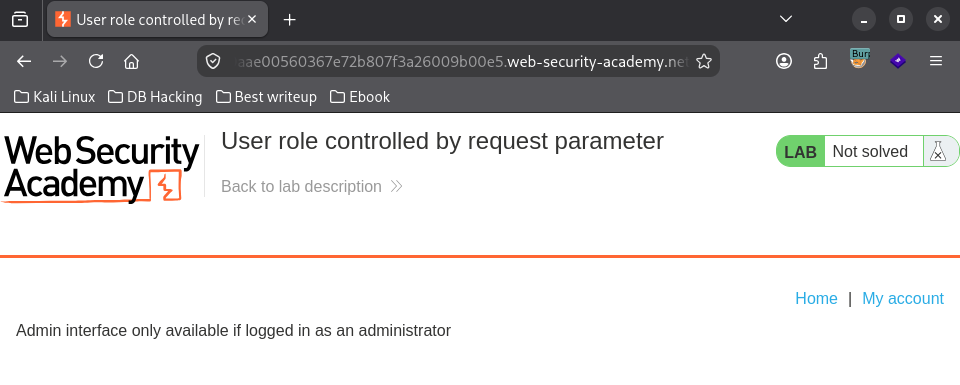 User role controlled by re
aae00560367e72b807f3a26009b00e5.web-security-academy.net
Burp
Kali Linux
DB Hacking
Best writeup
Ebook
Web Security
Academy
User role controlled by request parameter
Back to lab description
LAB
Not solved
Home | My account
Admin interface only available if logged in as an administrator